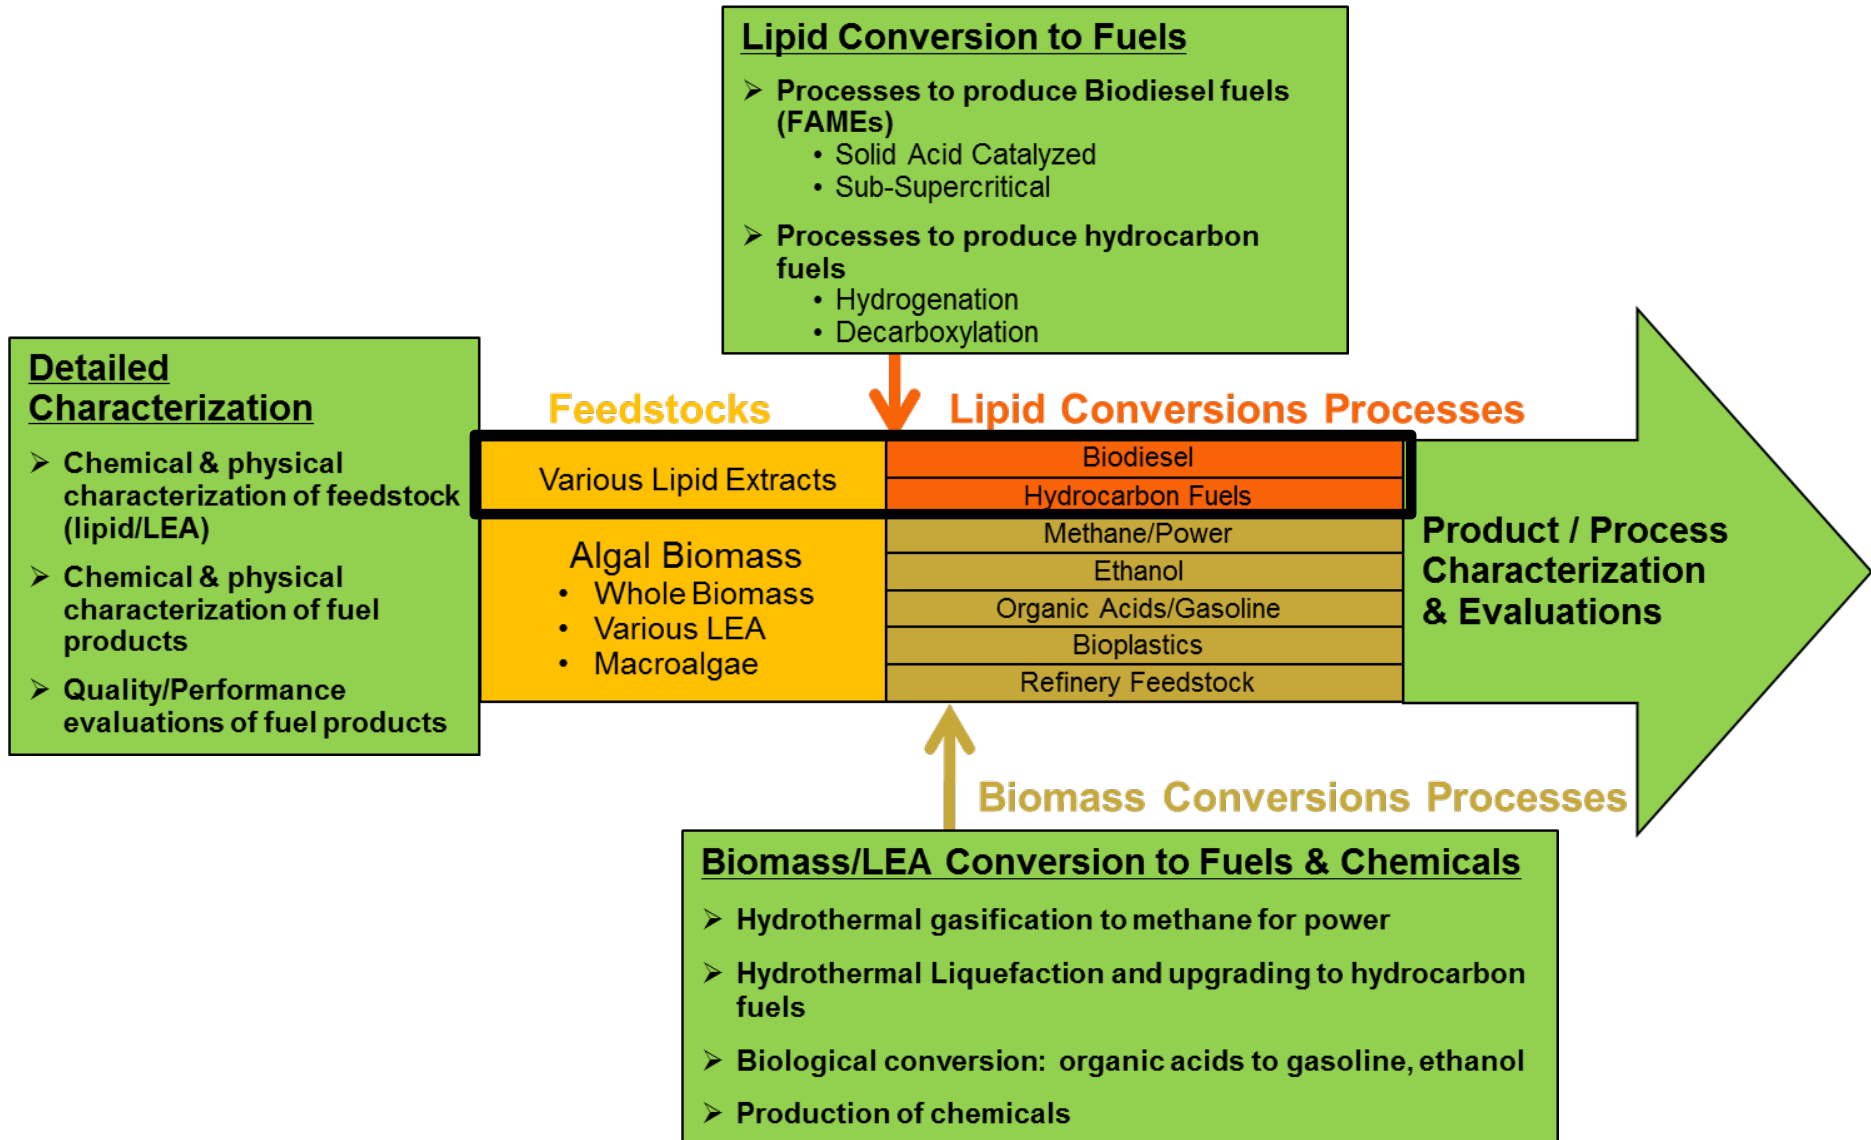 Lipid Conversion to Fuels
➢ Processes to produce Biodiesel fuels
(FAMEs)
• Solid Acid Catalyzed
• Sub-Supercritical
➢ Processes to produce hydrocarbon
fuels
• Hydrogenation
• Decarboxylation
Detailed
Characterization
➢ Chemical & physical
characterization of feedstock
(lipid/LEA)
➢ Chemical & physical
characterization of fuel
products
➢ Quality/Performance
evaluations of fuel products
Feedstocks
Various Lipid Extracts
Algal Biomass
• Whole Biomass
• Various LEA
• Macroalgae
Lipid Conversions Processes
Biodiesel
Hydrocarbon Fuels
Methane/Power
Ethanol
Organic Acids/Gasoline
Bioplastics
Refinery Feedstock
Product / Process
Characterization
& Evaluations
Biomass Conversions Processes
Biomass/LEA Conversion to Fuels & Chemicals
➢ Hydrothermal gasification to methane for power
➢ Hydrothermal Liquefaction and upgrading to hydrocarbon
fuels
➢ Biological conversion: organic acids to gasoline, ethanol
➢ Production of chemicals